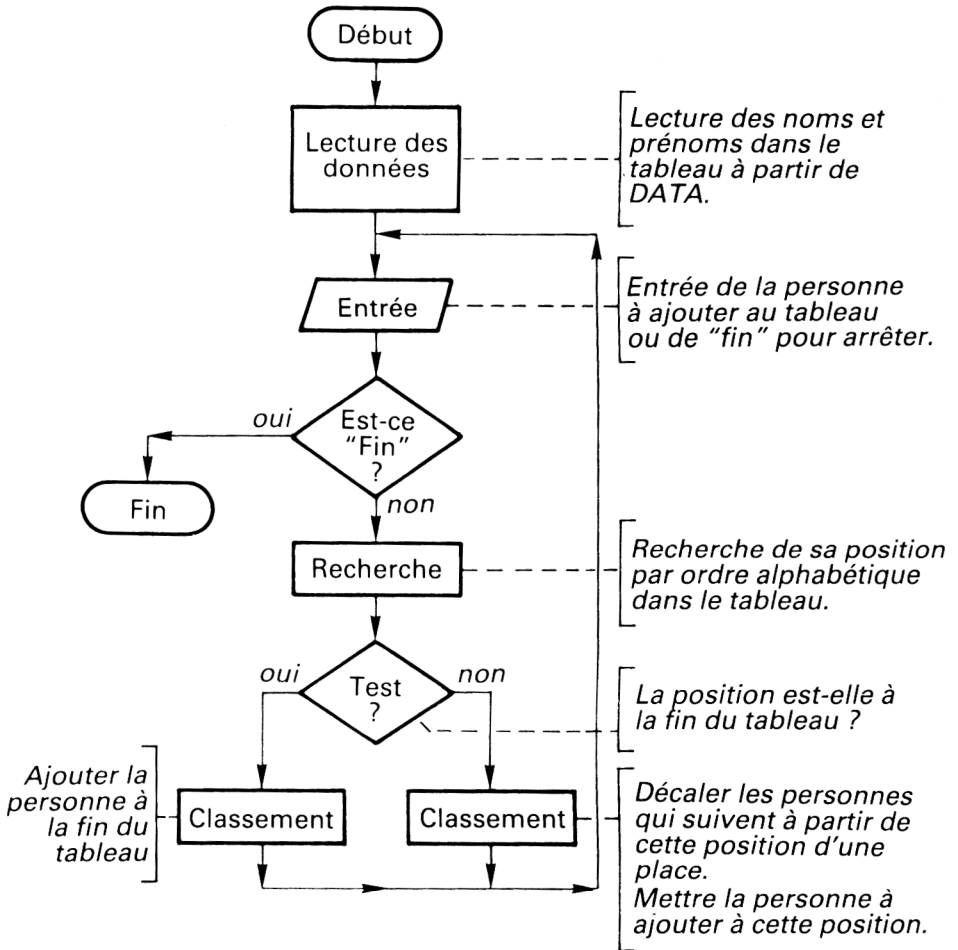 Début
Lecture des
données
Lecture des noms et
prénoms dans le
tableau à partir de
DATA.
Entrée
Entrée de la personne
à ajouter au tableau
ou de “fin” pour arrêter.
Est-ce
“Fin”
?
oui
Fin
non
Recherche
Recherche de sa position
par ordre alphabétique
dans le tableau.
oui
Test
?
non
La position est-elle à
la fin du tableau ?
Ajouter la
personne à
la fin du
tableau
Classement
Classement
Décaler les personnes
qui suivent à partir de
cette position d'une
place.
Mettre la personne à
ajouter à cette position.